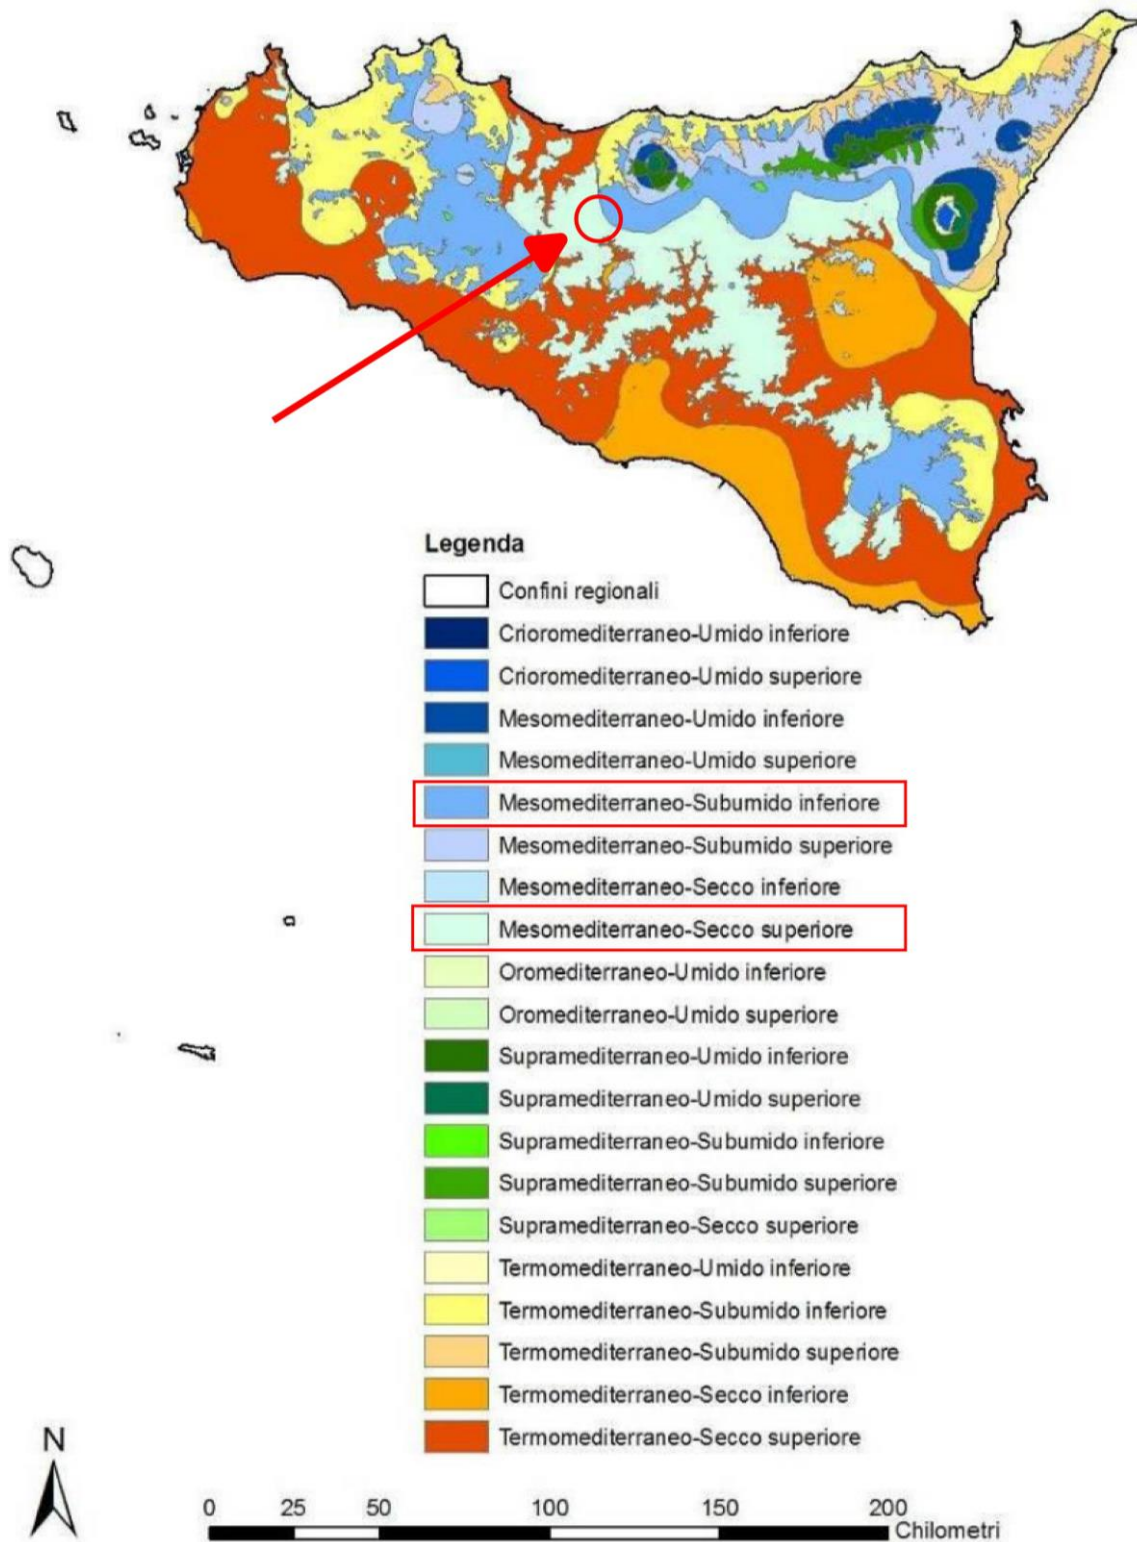 Legenda
Confini regionali
Crioromediterraneo-Umido inferiore
Crioromediterraneo-Umido superiore
Mesomediterraneo-Umido inferiore
Mesomediterraneo-Umido superiore
Mesomediterraneo-Subumido inferiore
Mesomediterraneo-Subumido superiore
Mesomediterraneo-Secco inferiore
Mesomediterraneo-Secco superiore
Oromediterraneo-Umido inferiore
Oromediterraneo-Umido superiore
Supramediterraneo-Umido inferiore
Supramediterraneo-Umido superiore
Supramediterraneo-Subumido inferiore
Supramediterraneo-Subumido superiore
Supramediterraneo-Secco superiore
Termomediterraneo-Umido inferiore
Termomediterraneo-Subumido inferiore
Termomediterraneo-Subumido superiore
Termomediterraneo-Secco inferiore
Termomediterraneo-Secco superiore
N
0 25 50 100 150 200
Chilometri